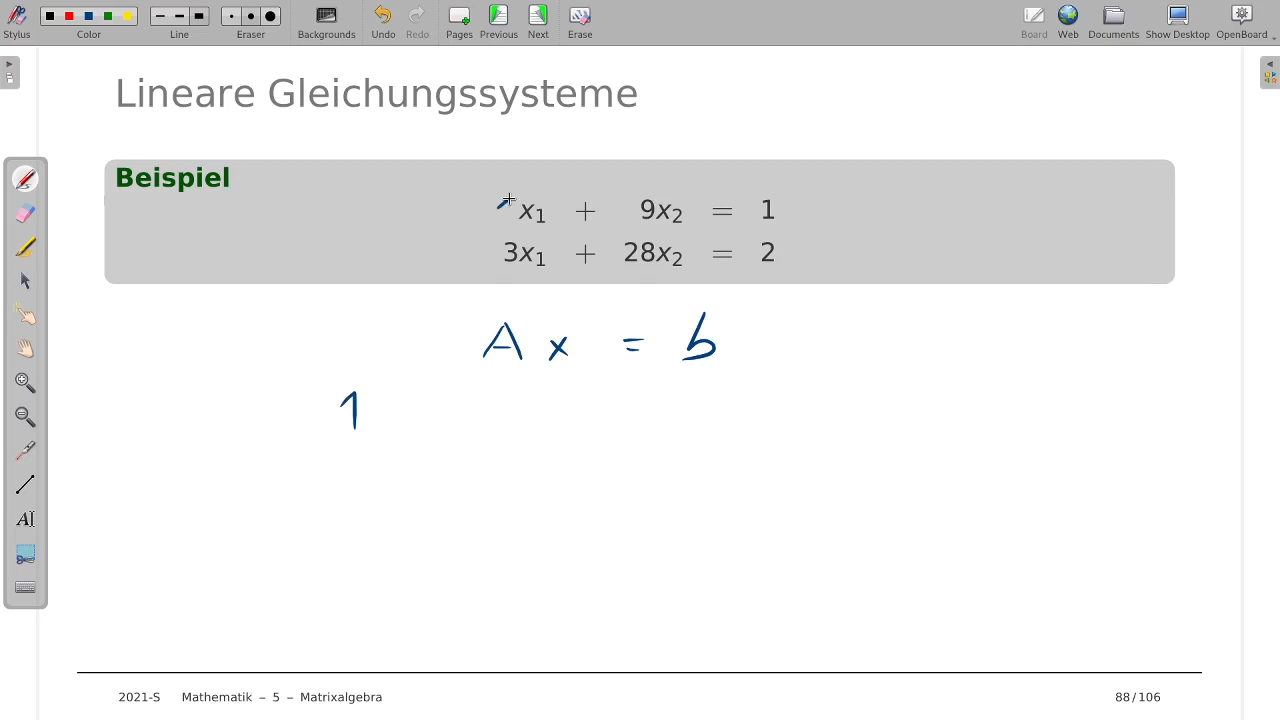 Stylus
Color
Line
Eraser
Backgrounds
Undo
Redo
Pages
Previous
Next
Erase
Board
Web
Documents
Show Desktop
OpenBoard
Lineare Gleichungssysteme
Beispiel
x₁ + 9x₂ = 1
3x₁ + 28x₂ = 2
A x = b
1
2021-S Mathematik – 5 – Matrixalgebra
88/106